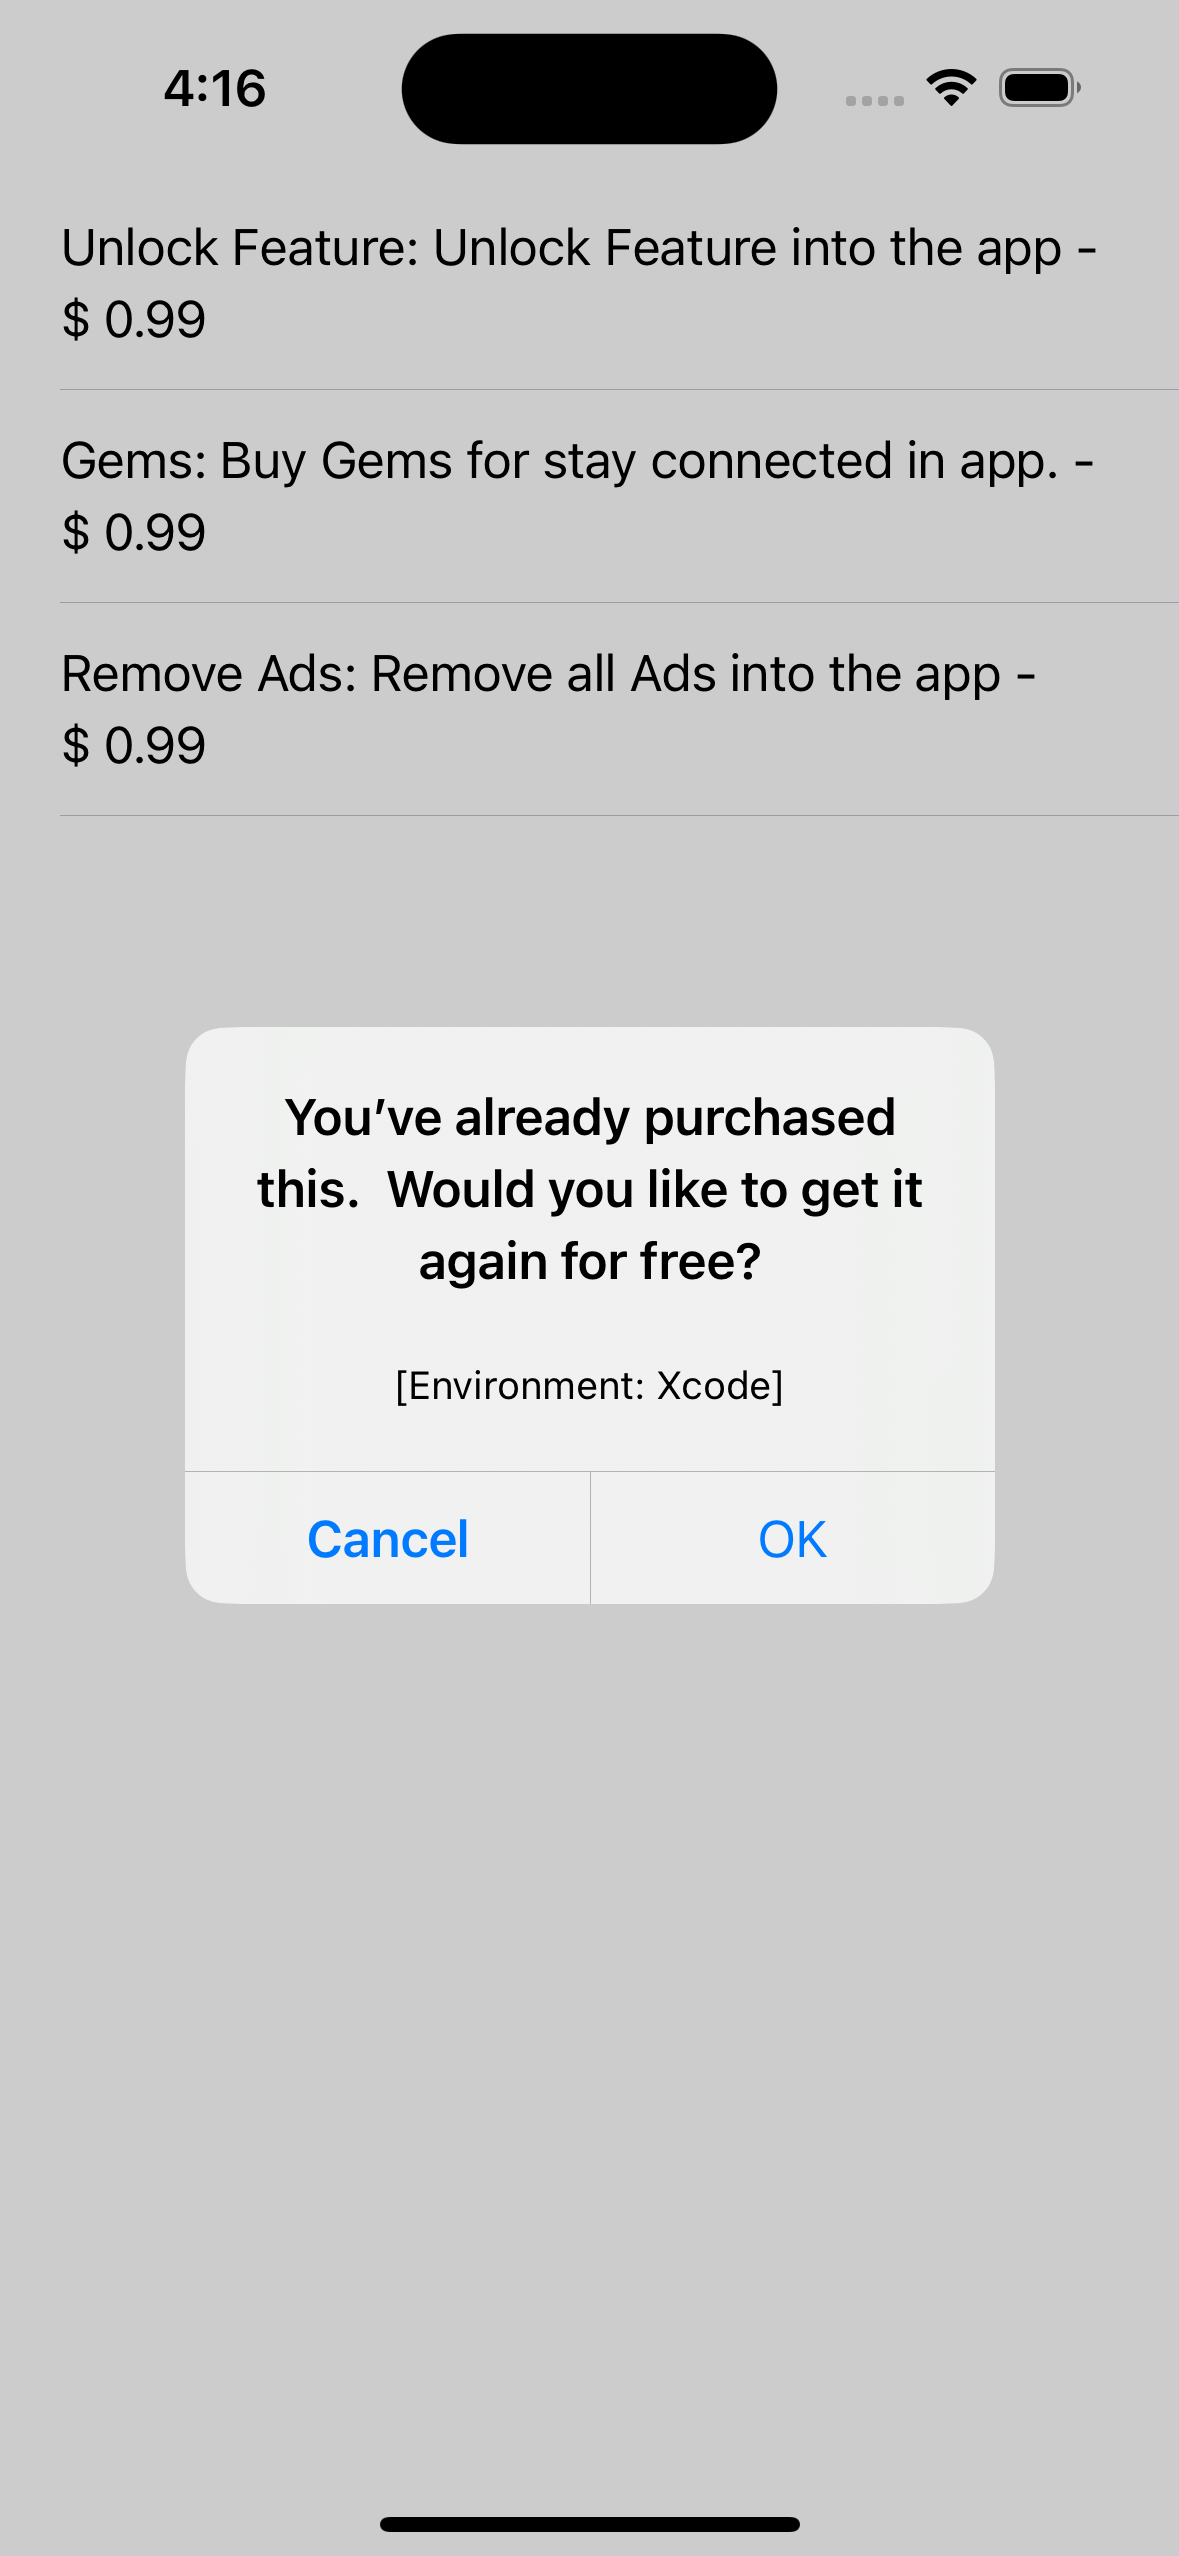 4:16
Unlock Feature: Unlock Feature into the app -
$ 0.99
Gems: Buy Gems for stay connected in app. -
$ 0.99
Remove Ads: Remove all Ads into the app -
$ 0.99
You’ve already purchased
this.  Would you like to get it
again for free?
[Environment: Xcode]
Cancel
OK